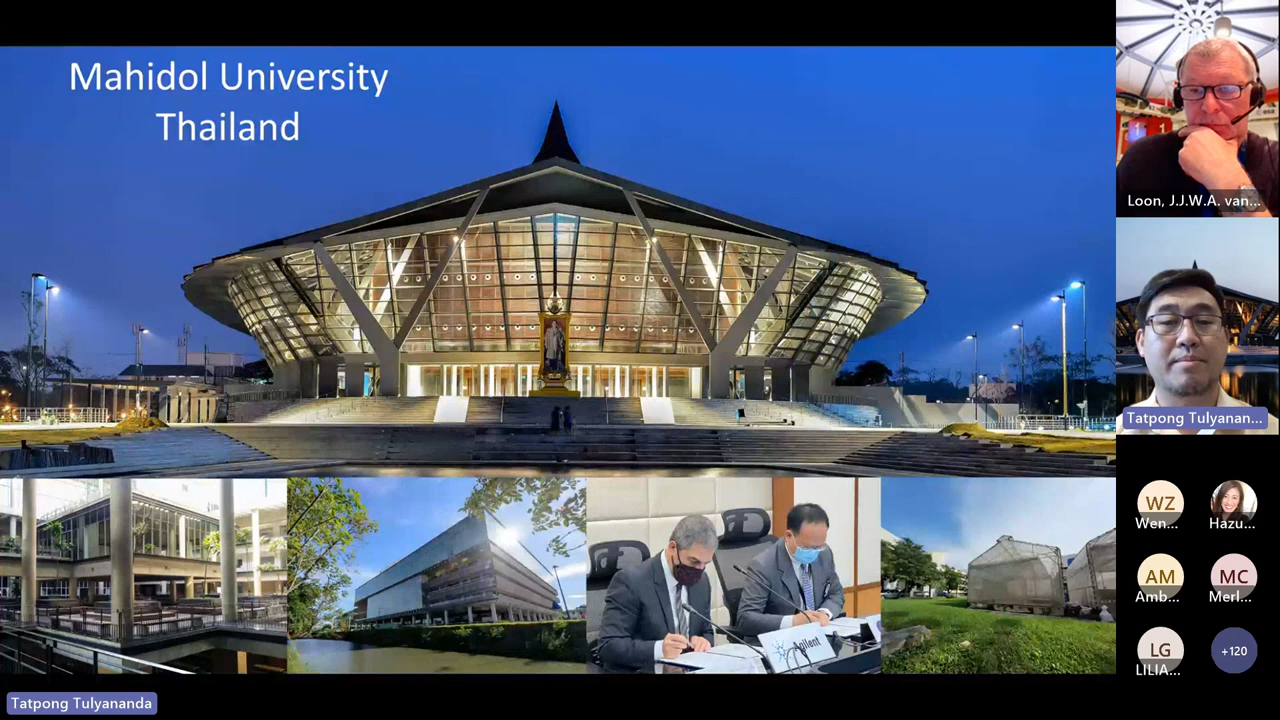 Mahidol University
Thailand
Agilent
Tatpong Tulyananda
Loon, J.J.W.A. van...
Tatpong Tulyanan...
WZ
Wen...
Hazu...
AM
Amb...
MC
Merl...
LG
LILIA...
+120